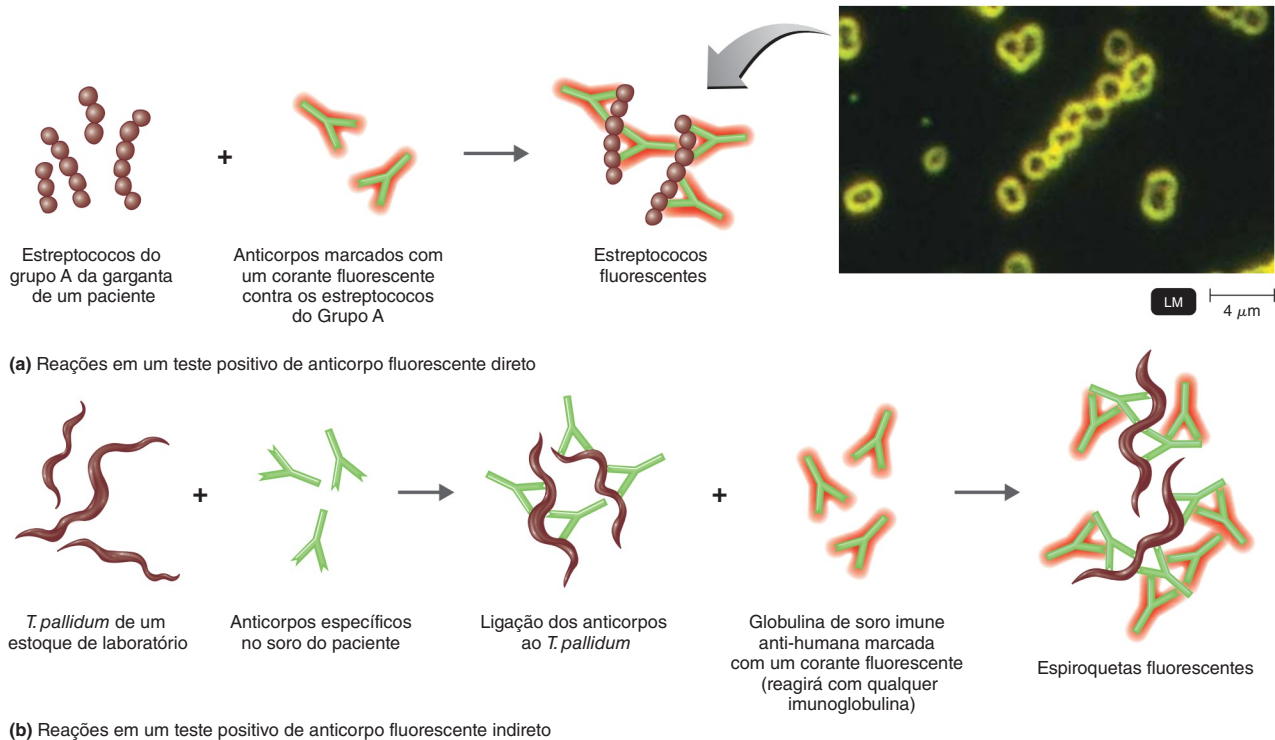 +
Estreptococos do
grupo A da garganta
de um paciente
Anticorpos marcados com
um corante fluorescente
contra os estreptococos
do Grupo A
Estreptococos
fluorescentes
LM
4 μm
(a) Reações em um teste positivo de anticorpo fluorescente direto
+
+
T. pallidum de um
estoque de laboratório
Anticorpos específicos
no soro do paciente
Ligação dos anticorpos
ao T. pallidum
Globulina de soro imune
anti-humana marcada
com um corante fluorescente
(reagirá com qualquer
imunoglobulina)
Espiroquetas fluorescentes
(b) Reações em um teste positivo de anticorpo fluorescente indireto